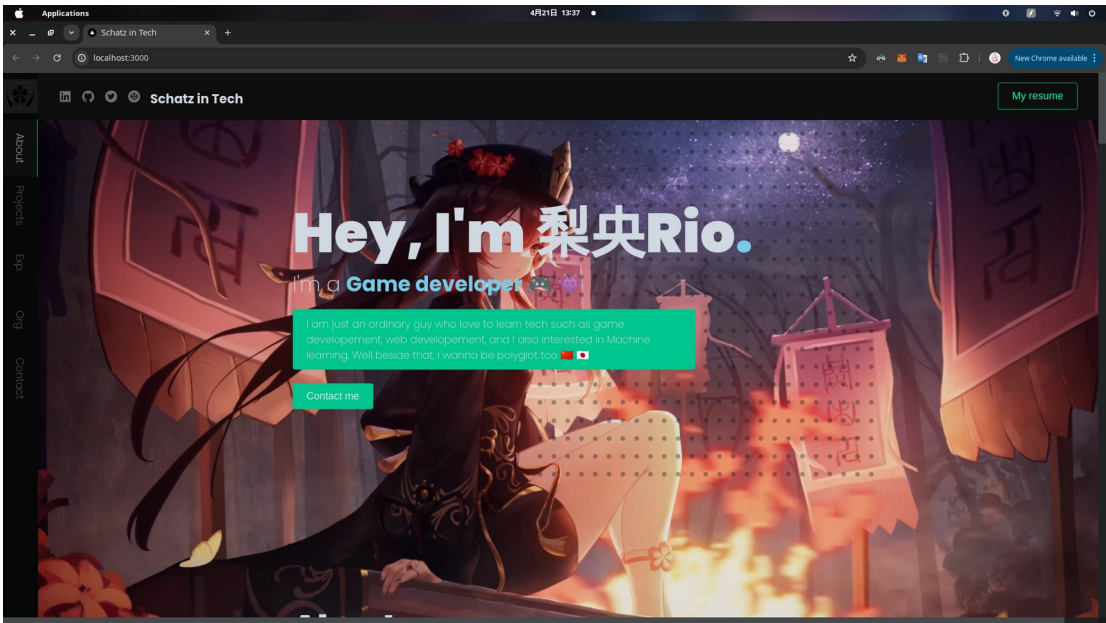 Applications
4月21日 13:37
Schatz in Tech
localhost:3000
New Chrome available
Schatz in Tech
My resume
About
Projects
Exp.
Org.
Contact
Hey, I'm 梨央Rio.
I'm a Game developer
I am just an ordinary guy who love to learn tech such as game
developement, web developement, and I also interested in Machine
learning. Well beside that, I wanna be polyglot too
Contact me